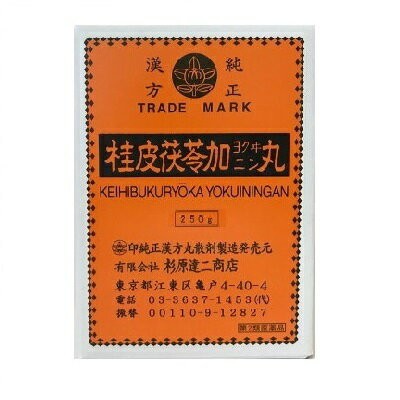 漢方 純正
TRADE MARK
桂皮茯苓加ヨクヰニン丸
KEIHIBUKURYŌKA YOKUININGAN
250g
印純正漢方丸散剤製造発売元
有限会社 杉原達二商店
東京都江東区亀戸4-40-4
電話 03-3637-1453(代)
振替 00110-9-12827
第2類医薬品